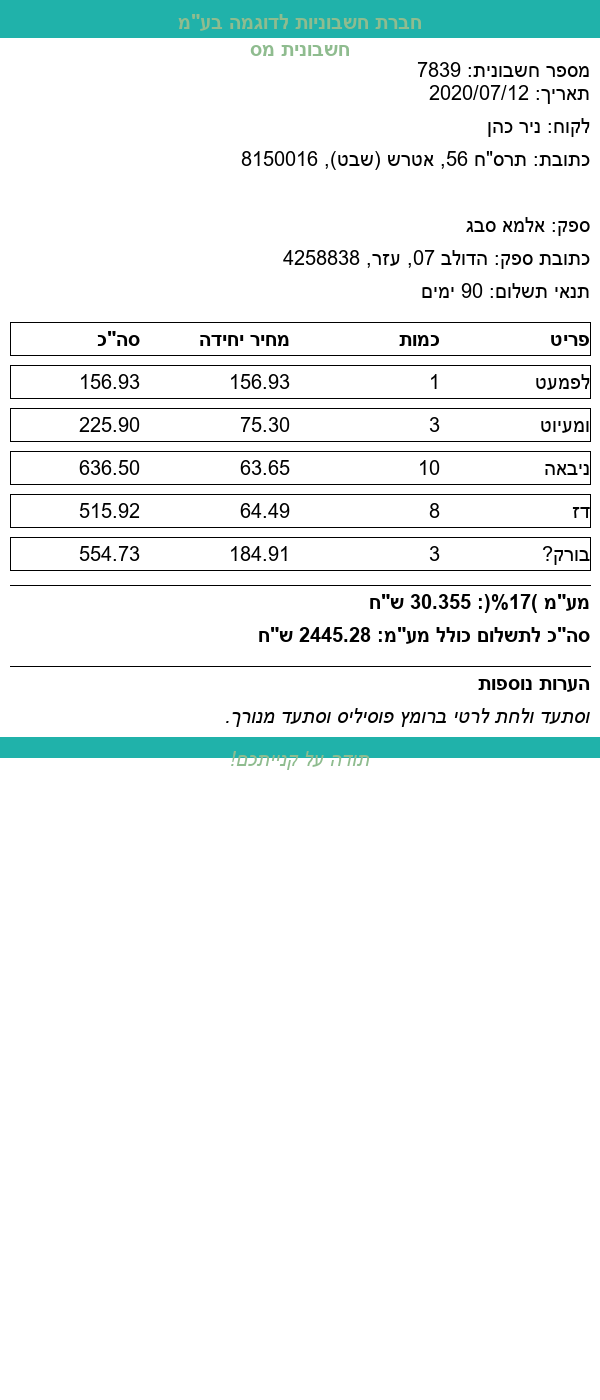 חברת חשבוניות לדוגמה בע"מ
חשבונית מס
מספר חשבונית: 7839
תאריך: 2020/07/12
לקוח: ניר כהן
כתובת: תרס"ח 56, אטרש (שבט), 8150016
ספק: אלמא סבג
כתובת ספק: הדולב 07, עזר, 4258838
תנאי תשלום: 90 ימים
פריט כמות מחיר יחידה סה"כ
לפמעט 1 156.93 156.93
ומעיוט 3 75.30 225.90
ניבאה 10 63.65 636.50
דז 8 64.49 515.92
בורק? 3 184.91 554.73
מע"מ )17%(: 30.355 ש"ח
סה"כ לתשלום כולל מע"מ: 2445.28 ש"ח
הערות נוספות
וסתעד ולחת לרטי ברומץ פוסיליס וסתעד מנורך.
תודה על קנייתכם!